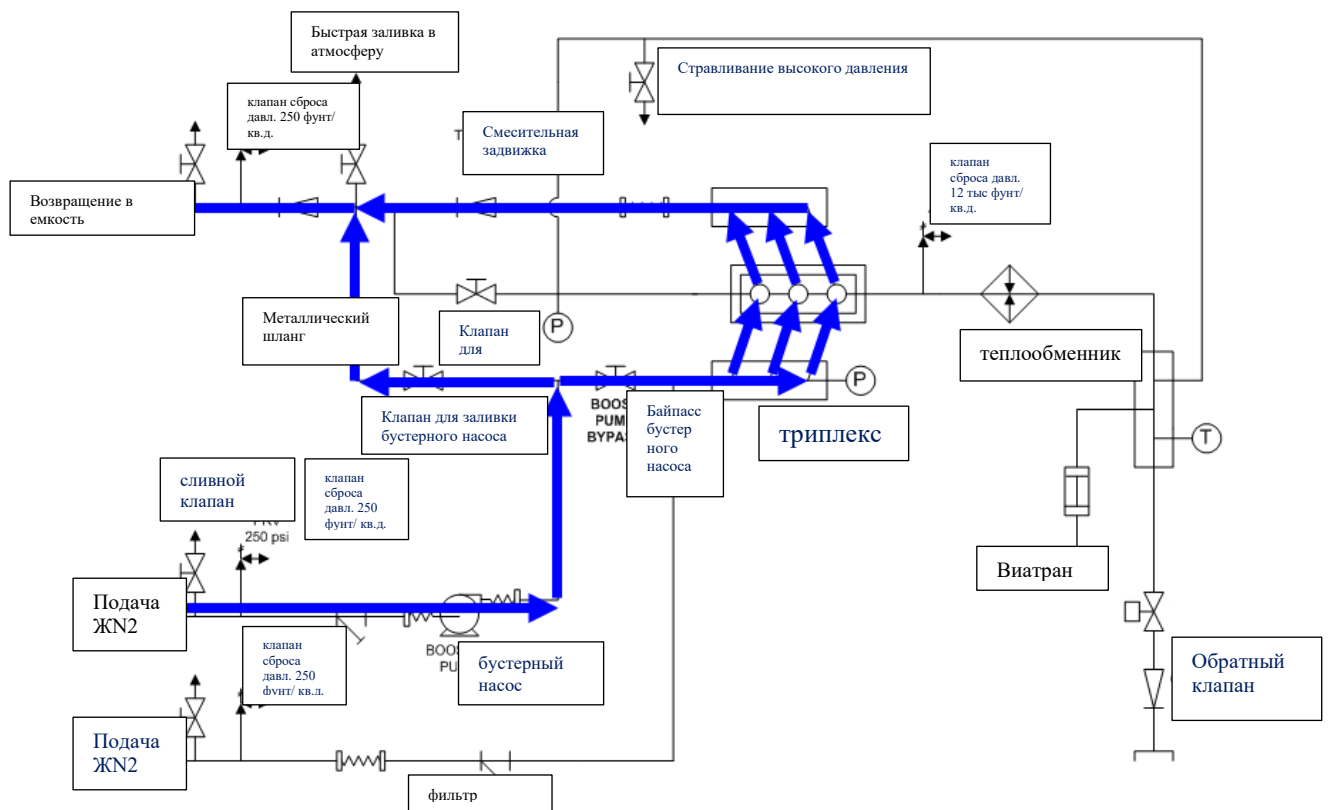 Быстрая заливка в
атмосферу
Стравливание высокого давления
клапан сброса
давл. 250 фунт/
кв.д.
Смесительная
задвижка
клапан
сброса давл.
12 тыс фунт/
кв.д.
Возвращение в
емкость
Металлический
шланг
Клапан
для
P
теплообменник
P
BOOS
PUM
BYPAS
Клапан для заливки
бустерного насоса
Байпасс
бустер
ного
насоса
триплекс
T
сливной
клапан
клапан
сброса
давл. 250
фунт/ кв.д.
250 psi
Виатран
Подача
ЖN2
BOOS
PU
бустерный
насос
клапан
сброса
давл. 250
фунт/ кв.д.
Обратный
клапан
Подача
ЖN2
фильтр